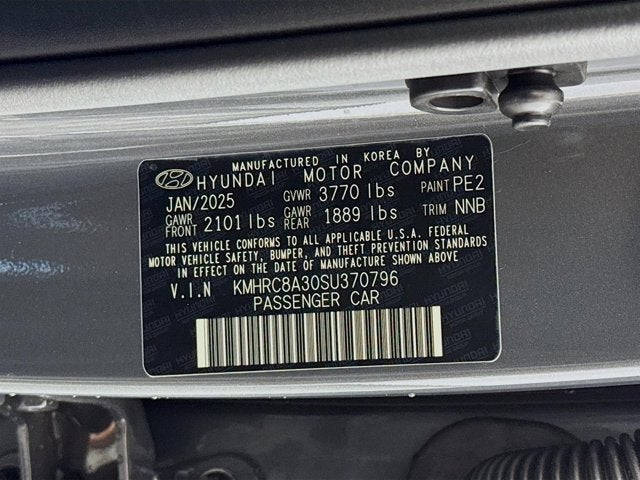 MANUFACTURED IN KOREA BY
HYUNDAI MOTOR COMPANY
JAN/2025 GVWR 3770 lbs PAINT PE2
GAWR FRONT 2101 lbs GAWR REAR 1889 lbs TRIM NNB
THIS VEHICLE CONFORMS TO ALL APPLICABLE U.S.A. FEDERAL
MOTOR VEHICLE SAFETY, BUMPER, AND THEFT PREVENTION STANDARDS
IN EFFECT ON THE DATE OF MANUFACTURE SHOWN ABOVE
V.I.N KMHRC8A30SU370796
PASSENGER CAR